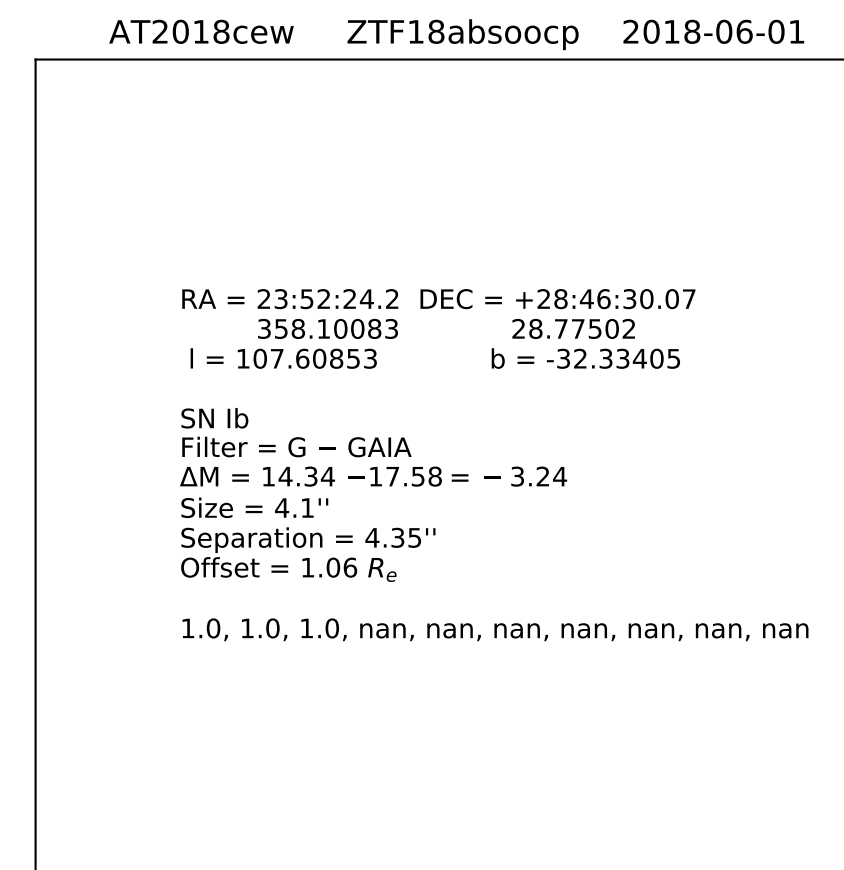 AT2018cew ZTF18absoocp 2018-06-01
RA = 23:52:24.2 DEC = +28:46:30.07
358.10083 28.77502
l = 107.60853 b = -32.33405
SN Ib
Filter = G − GAIA
ΔM = 14.34 −17.58 = − 3.24
Size = 4.1''
Separation = 4.35''
Offset = 1.06 Re
1.0, 1.0, 1.0, nan, nan, nan, nan, nan, nan, nan